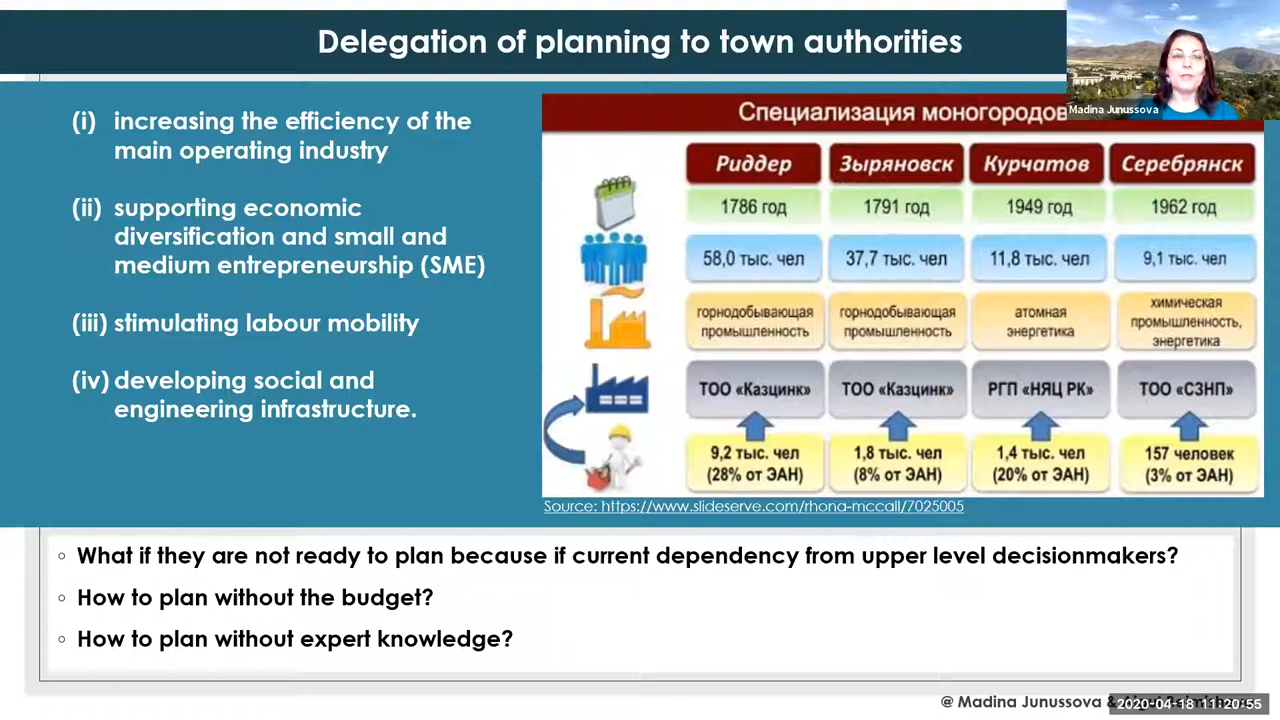 Delegation of planning to town authorities
Madina Junussova
(i) increasing the efficiency of the
main operating industry
(ii) supporting economic
diversification and small and
medium entrepreneurship (SME)
(iii) stimulating labour mobility
(iv) developing social and
engineering infrastructure.
Специализация моногородов
Риддер Зыряновск Курчатов Серебрянск
1786 год 1791 год 1949 год 1962 год
58,0 тыс. чел 37,7 тыс. чел 11,8 тыс. чел 9,1 тыс. чел
горнодобывающая
промышленность
горнодобывающая
промышленность
атомная
энергетика
химическая
промышленность,
энергетика
ТОО «Казцинк» ТОО «Казцинк» РГП «НЯЦ РК» ТОО «СЗНП»
9,2 тыс. чел
(28% от ЭАН)
1,8 тыс. чел
(8% от ЭАН)
1,4 тыс. чел
(20% от ЭАН)
157 человек
(3% от ЭАН)
Source: https://www.slideserve.com/rhona-mccall/7025005
◦ What if they are not ready to plan because if current dependency from upper level decisionmakers?
◦ How to plan without the budget?
◦ How to plan without expert knowledge?
@ Madina Junussova &
2020-04-18 11:20:55